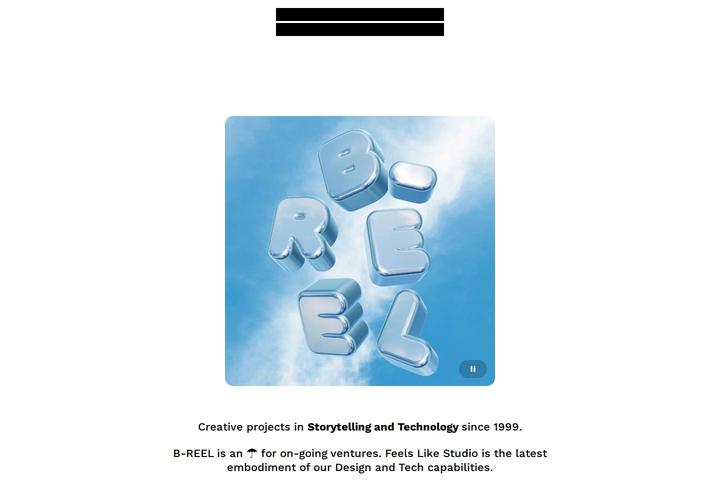 B-
R E
E L
Creative projects in Storytelling and Technology since 1999.
B-REEL is an ☂ for on-going ventures. Feels Like Studio is the latest
embodiment of our Design and Tech capabilities.